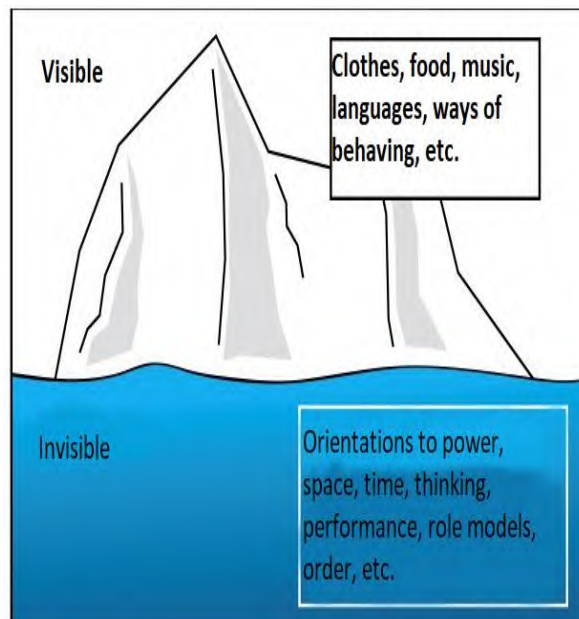 Visible
Clothes, food, music,
languages, ways of
behaving, etc.
Invisible
Orientations to power,
space, time, thinking,
performance, role models,
order, etc.